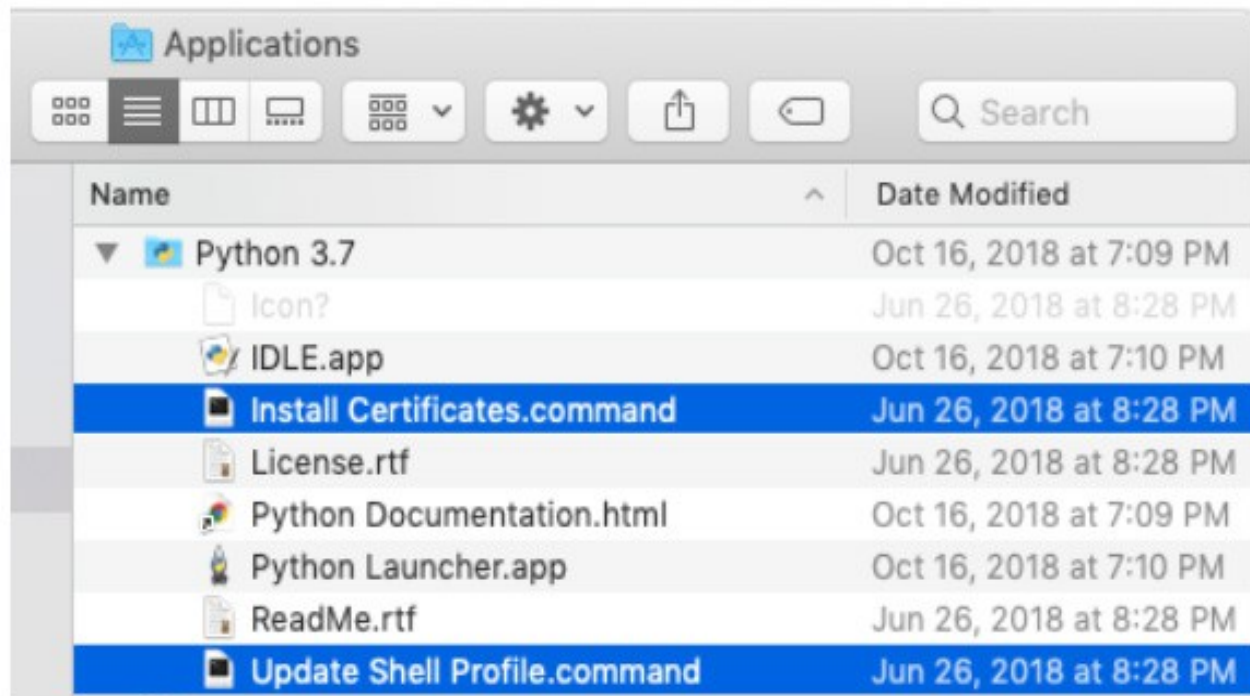 Applications
Search
Name Date Modified
Python 3.7 Oct 16, 2018 at 7:09 PM
Icon? Jun 26, 2018 at 8:28 PM
IDLE.app Oct 16, 2018 at 7:10 PM
Install Certificates.command Jun 26, 2018 at 8:28 PM
License.rtf Jun 26, 2018 at 8:28 PM
Python Documentation.html Oct 16, 2018 at 7:09 PM
Python Launcher.app Oct 16, 2018 at 7:10 PM
ReadMe.rtf Jun 26, 2018 at 8:28 PM
Update Shell Profile.command Jun 26, 2018 at 8:28 PM